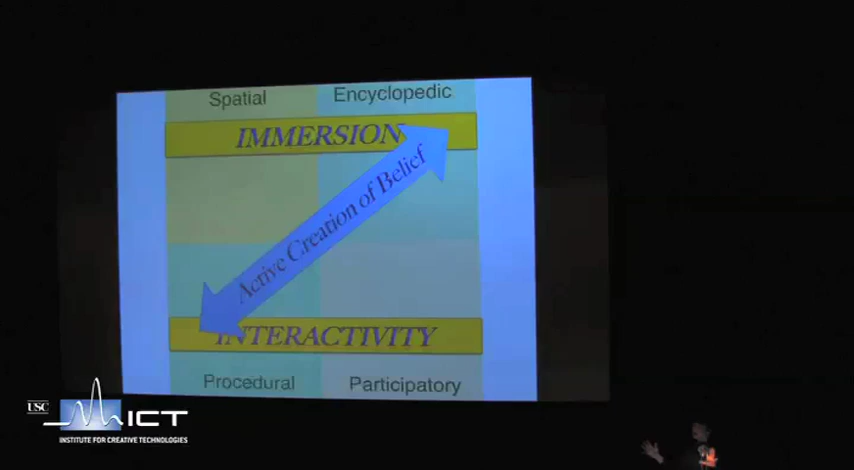 Spatial
Encyclopedic
IMMERSION
Active Creation of Belief
INTERACTIVITY
Procedural
Participatory
USC
ICT
INSTITUTE FOR CREATIVE TECHNOLOGIES